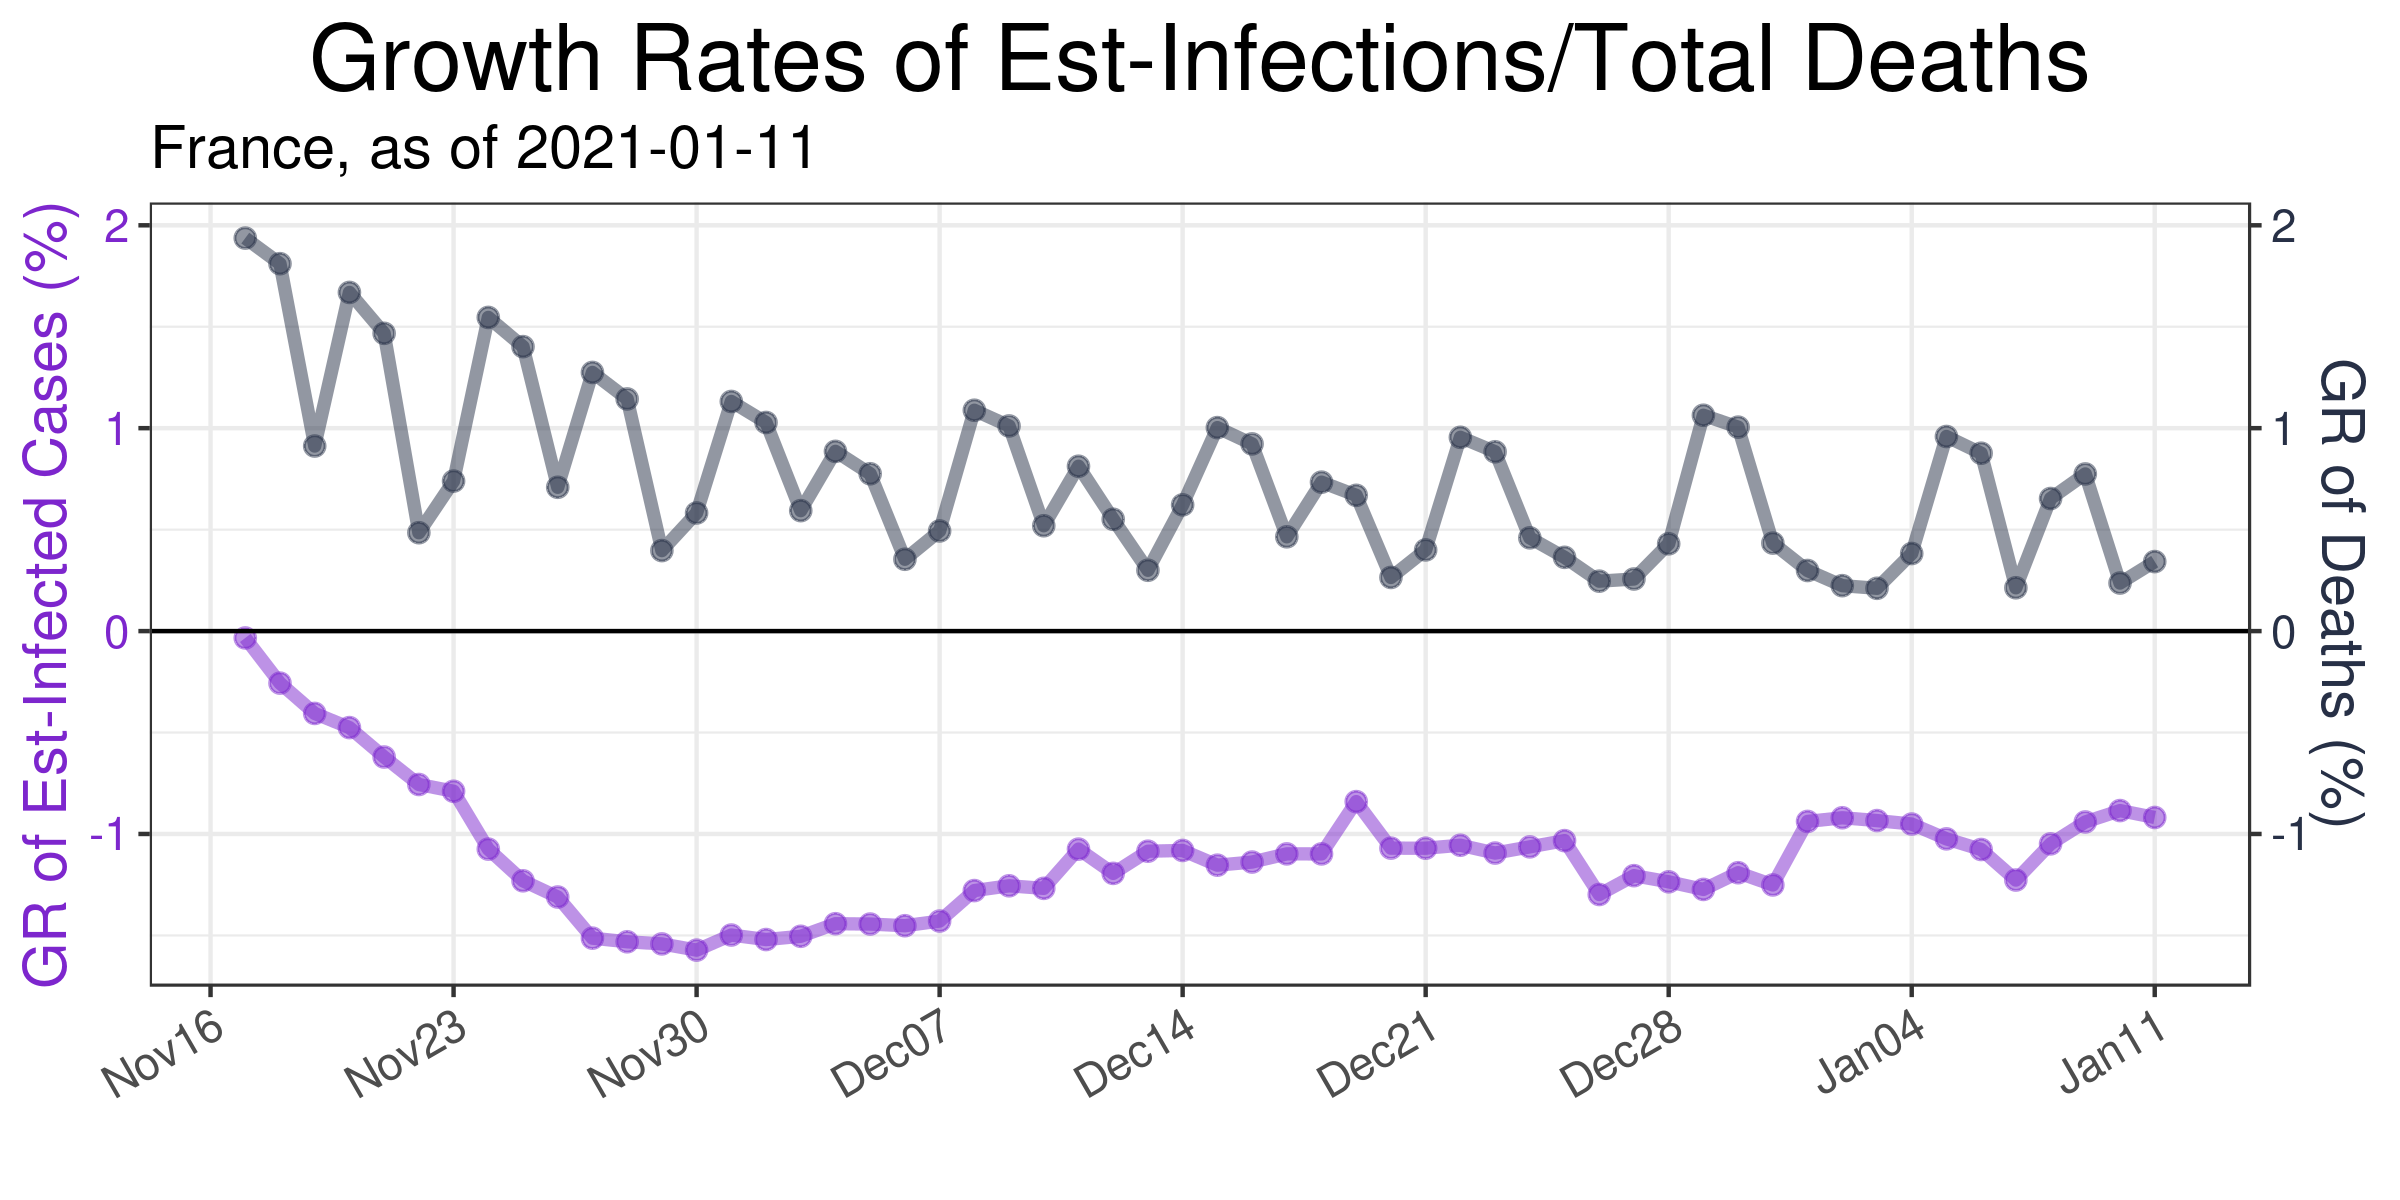 Growth Rates of Est-Infections/Total Deaths
France, as of 2021-01-11
GR of Est-Infected Cases (%)
2
1
0
-1
2
1
0
-1
GR of Deaths (%)
Nov16
Nov23
Nov30
Dec07
Dec14
Dec21
Dec28
Jan04
Jan11